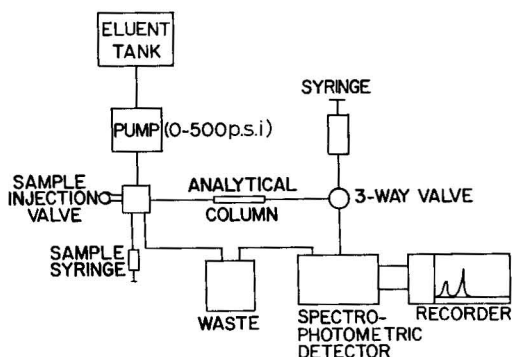 ELUENT
TANK
PUMP (0-500p.s.i)
SYRINGE
SAMPLE
INJECTION
VALVE
ANALYTICAL
COLUMN
3-WAY VALVE
SAMPLE
SYRINGE
WASTE
SPECTRO-
PHOTOMETRIC
DETECTOR
RECORDER